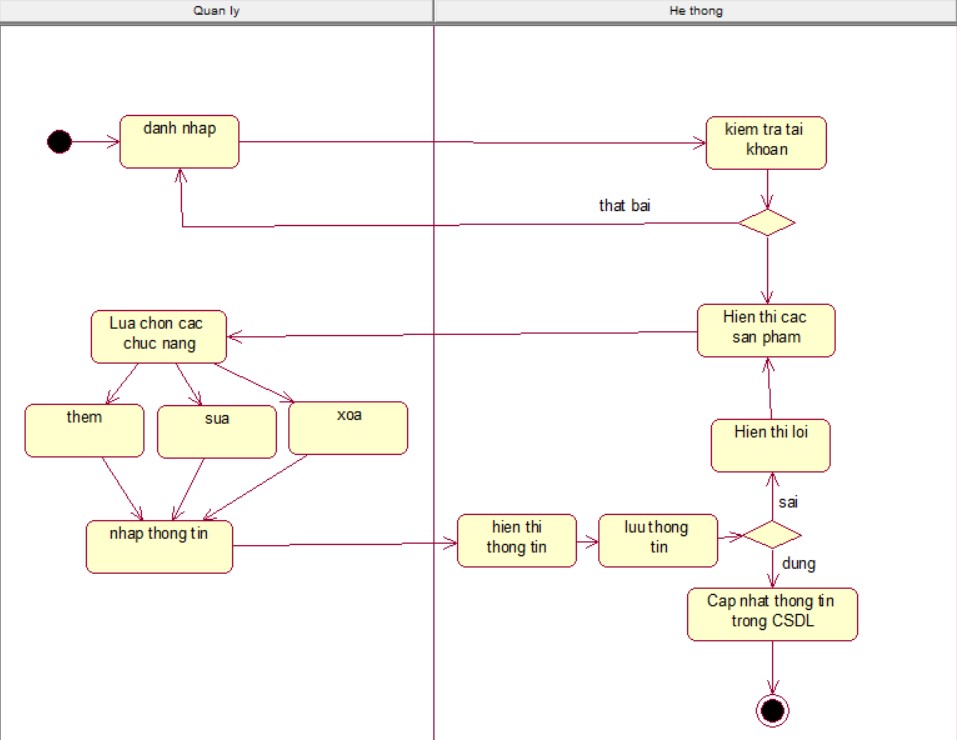 Quan ly
He thong
danh nhap
kiem tra tai
khoan
that bai
Lua chon cac
chuc nang
Hien thi cac
san pham
them
sua
xoa
Hien thi loi
sai
nhap thong tin
hien thi
thong tin
luu thong
tin
dung
Cap nhat thong tin
trong CSDL